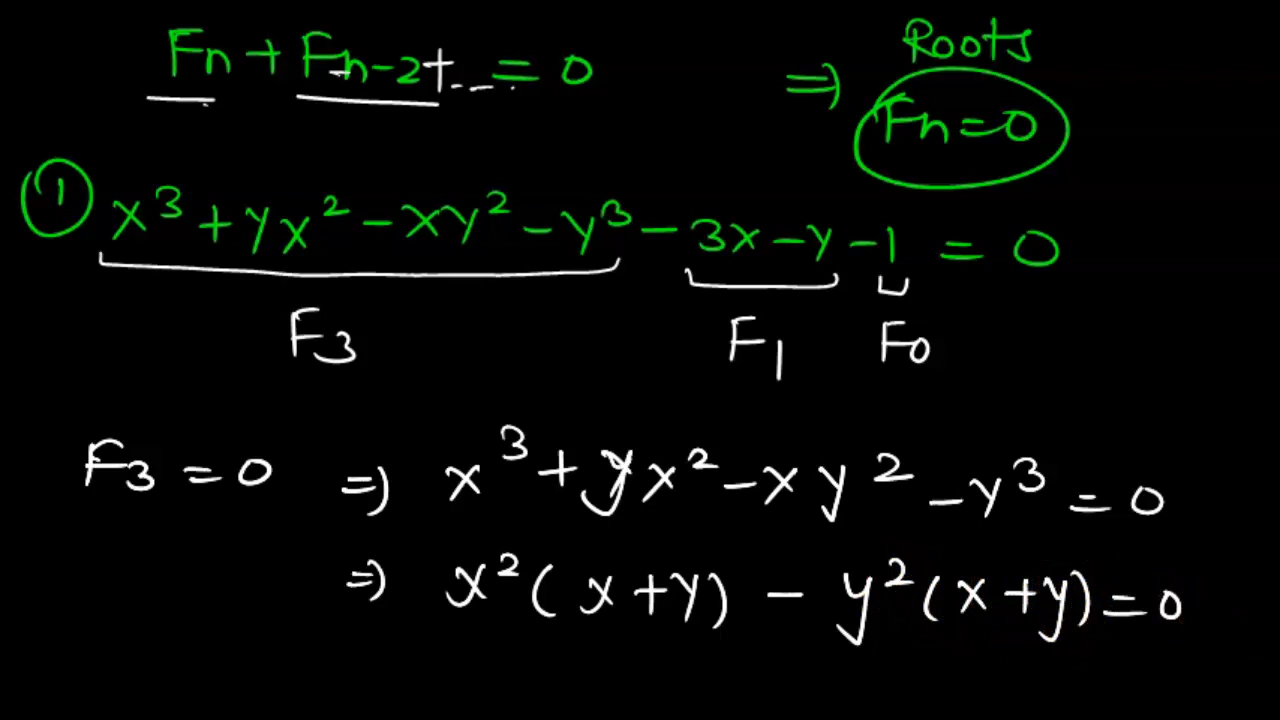 Fn + Fn-2 + ... = 0 ⇒ Roots
Fn = 0
① x³ + yx² - xy² - y³ - 3x - y - 1 = 0
F₃ F₁ F₀
F₃ = 0 ⇒ x³ + yx² - xy² - y³ = 0
⇒ x²(x+y) - y²(x+y) = 0